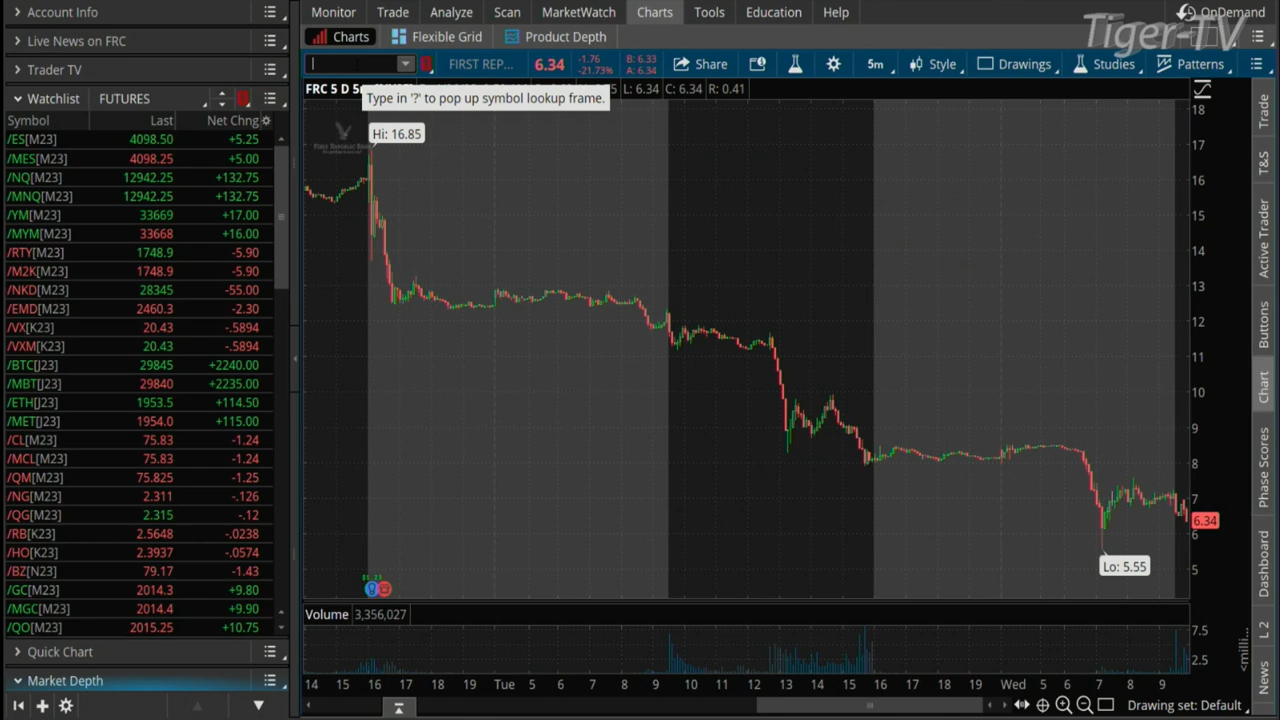 Account Info
Live News on FRC
Trader TV
Watchlist FUTURES
Symbol Last Net Chng
/ES[M23] 4098.50 +5.25
/MES[M23] 4098.25 +5.00
/NQ[M23] 12942.25 +132.75
/MNQ[M23] 12942.25 +132.75
/YM[M23] 33669 +17.00
/MYM[M23] 33668 +16.00
/RTY[M23] 1748.9 -5.90
/M2K[M23] 1748.9 -5.90
/NKD[M23] 28345 -55.00
/EMD[M23] 2460.3 -2.30
/VX[K23] 20.43 -.5894
/VXM[K23] 20.43 -.5894
/BTC[J23] 29845 +2240.00
/MBT[J23] 29840 +2235.00
/ETH[J23] 1953.5 +114.50
/MET[J23] 1954.0 +115.00
/CL[M23] 75.83 -1.24
/MCL[M23] 75.83 -1.24
/QM[M23] 75.825 -1.25
/NG[M23] 2.311 -.126
/QG[M23] 2.315 -.12
/RB[K23] 2.5648 -.0238
/HO[K23] 2.3937 -.0574
/BZ[N23] 79.17 -1.43
/GC[M23] 2014.3 +9.80
/MGC[M23] 2014.4 +9.90
/QO[M23] 2015.25 +10.75
Quick Chart
Market Depth
Monitor Trade Analyze Scan MarketWatch Charts Tools Education Help
OnDemand
Tiger-TV
Charts Flexible Grid Product Depth
FIRST REP... 6.34 -1.76 -21.73% B: 6.33 A: 6.34 Share 5m Style Drawings Studies Patterns
FRC 5 D 5 L: 6.34 C: 6.34 R: 0.41
Type in '?' to pop up symbol lookup frame.
Hi: 16.85
FIRST REPUBLIC BANK
18
17
16
15
14
13
12
11
10
9
8
7
6.34
6
5
Lo: 5.55
Volume 3,356,027
7.5
2.5
<milli...
14 15 16 17 18 19 Tue 5 6 7 8 9 10 11 12 13 14 15 16 17 18 19 Wed 5 6 7 8 9
Drawing set: Default
Trade
T&S
Active Trader
Buttons
Chart
Phase Scores
Dashboard
L 2
News